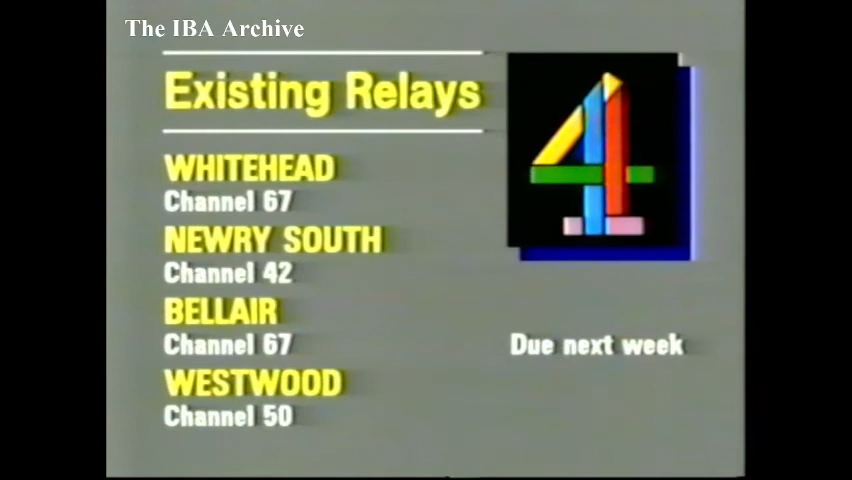 The IBA Archive
Existing Relays
WHITEHEAD
Channel 67
NEWRY SOUTH
Channel 42
BELLAIR
Channel 67
WESTWOOD
Channel 50
4
Due next week